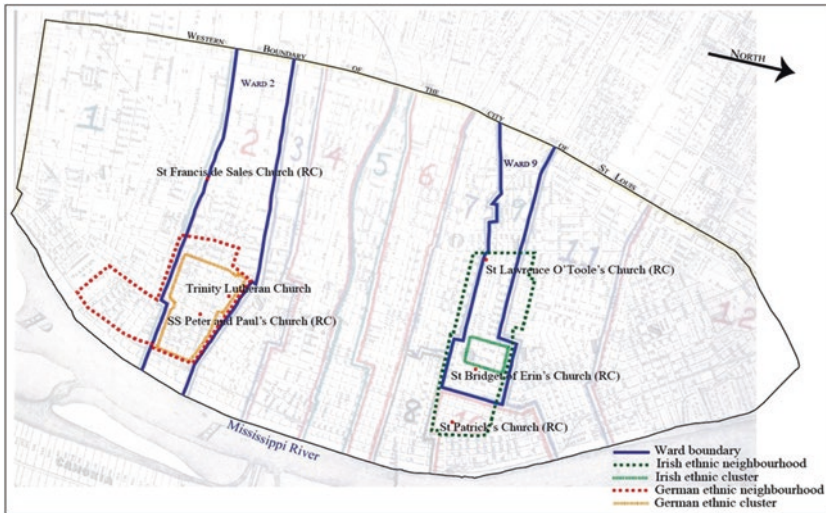 WESTERN BOUNDARY OF THE CITY OF ST. LOUIS
NORTH
WARD 2
WARD 9
1
2
3
4
5
6
7
9
10
11
12
St Francis de Sales Church (RC)
St Lawrence O'Toole's Church (RC)
Trinity Lutheran Church
SS Peter and Paul's Church (RC)
St Bridget of Erin's Church (RC)
8
10
St Patrick's Church (RC)
Mississippi River
Ward boundary
Irish ethnic neighbourhood
Irish ethnic cluster
German ethnic neighbourhood
German ethnic cluster